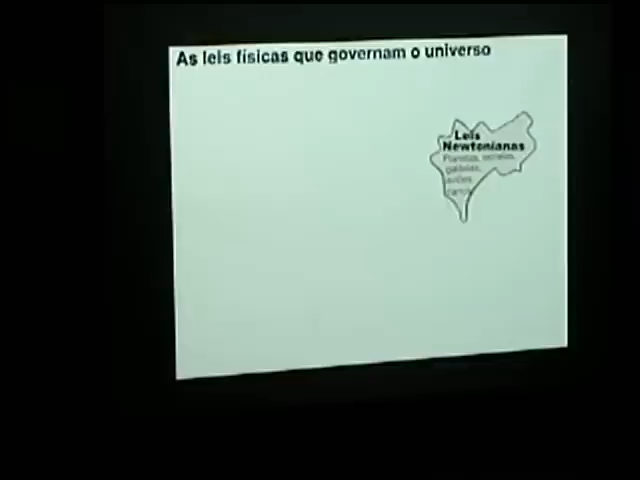 As leis físicas que governam o universo
Leis
Newtonianas
Planetas, estrelas,
galáxias,
aviões,
carros